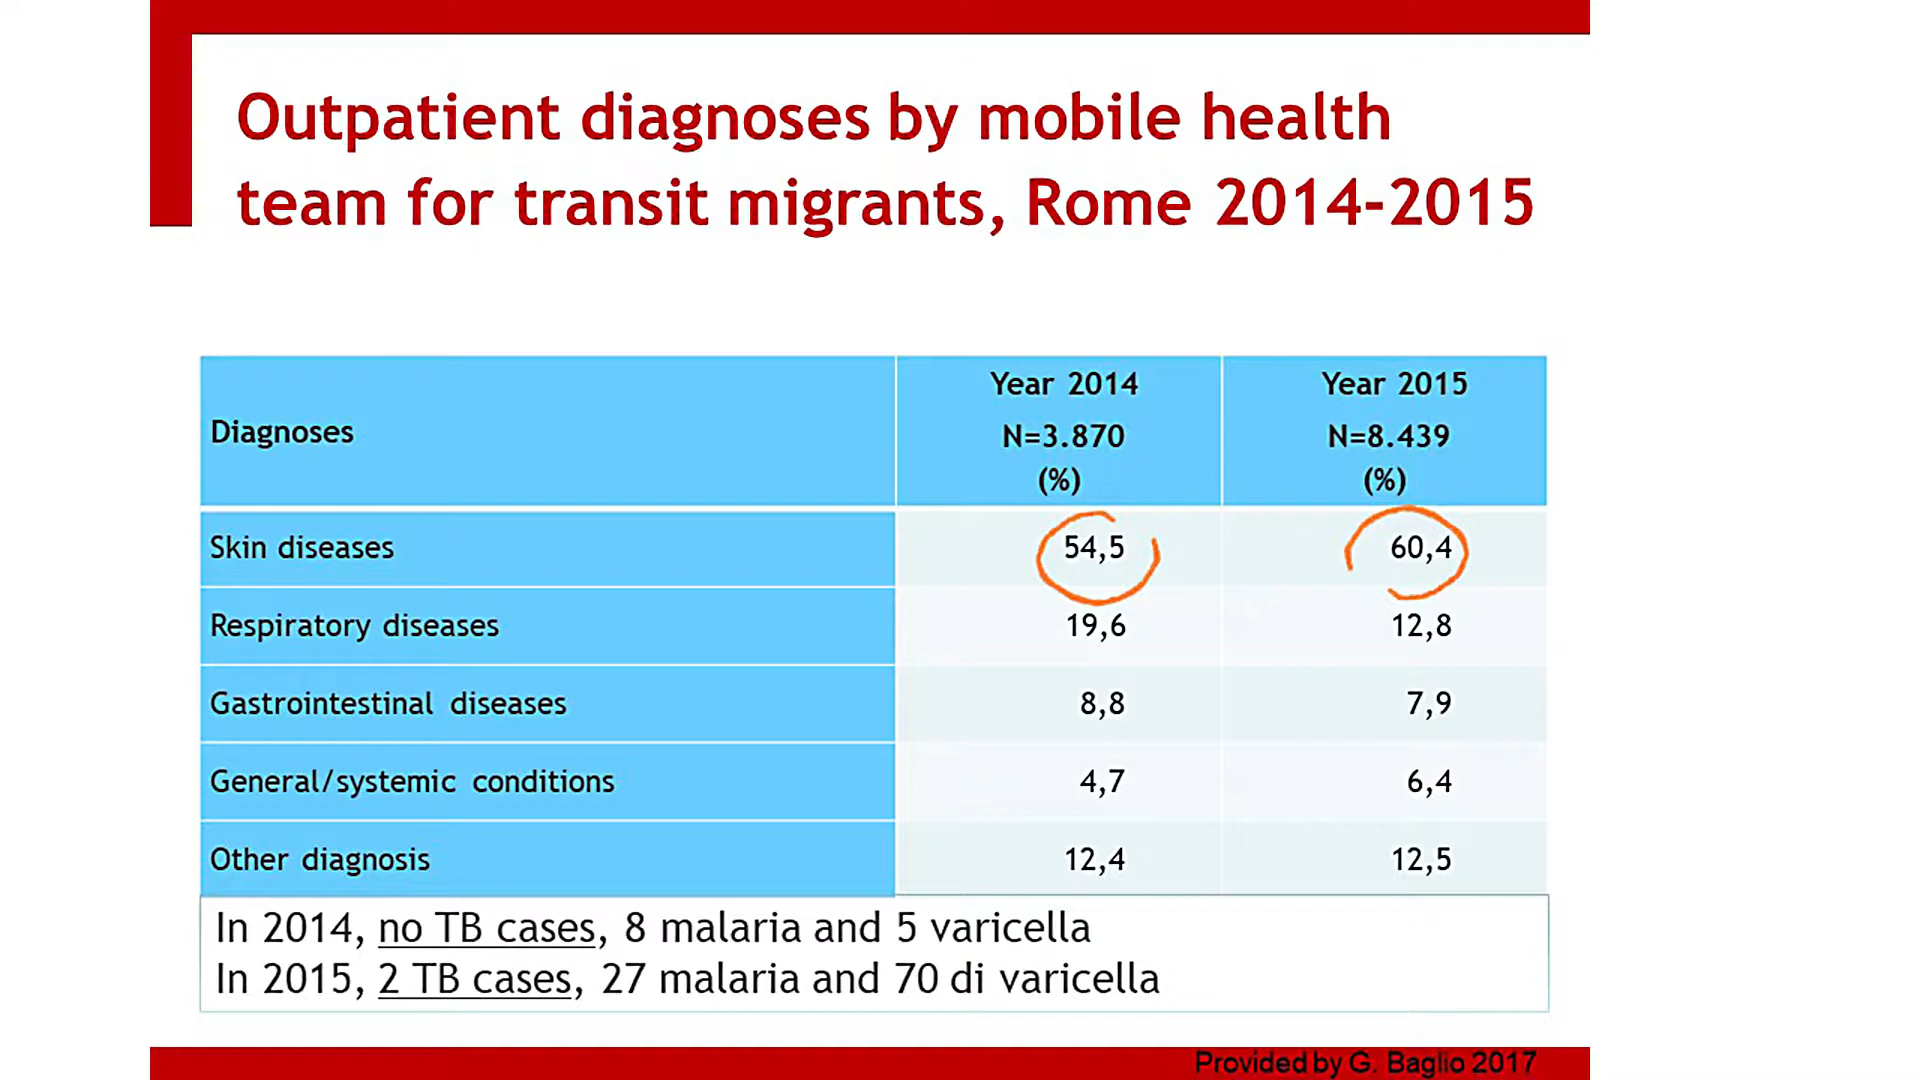 Outpatient diagnoses by mobile health
team for transit migrants, Rome 2014-2015
Diagnoses
Year 2014
N=3.870
(%)
Year 2015
N=8.439
(%)
Skin diseases 54,5 60,4
Respiratory diseases 19,6 12,8
Gastrointestinal diseases 8,8 7,9
General/systemic conditions 4,7 6,4
Other diagnosis 12,4 12,5
In 2014, no TB cases, 8 malaria and 5 varicella
In 2015, 2 TB cases, 27 malaria and 70 di varicella
Provided by G. Baglio 2017